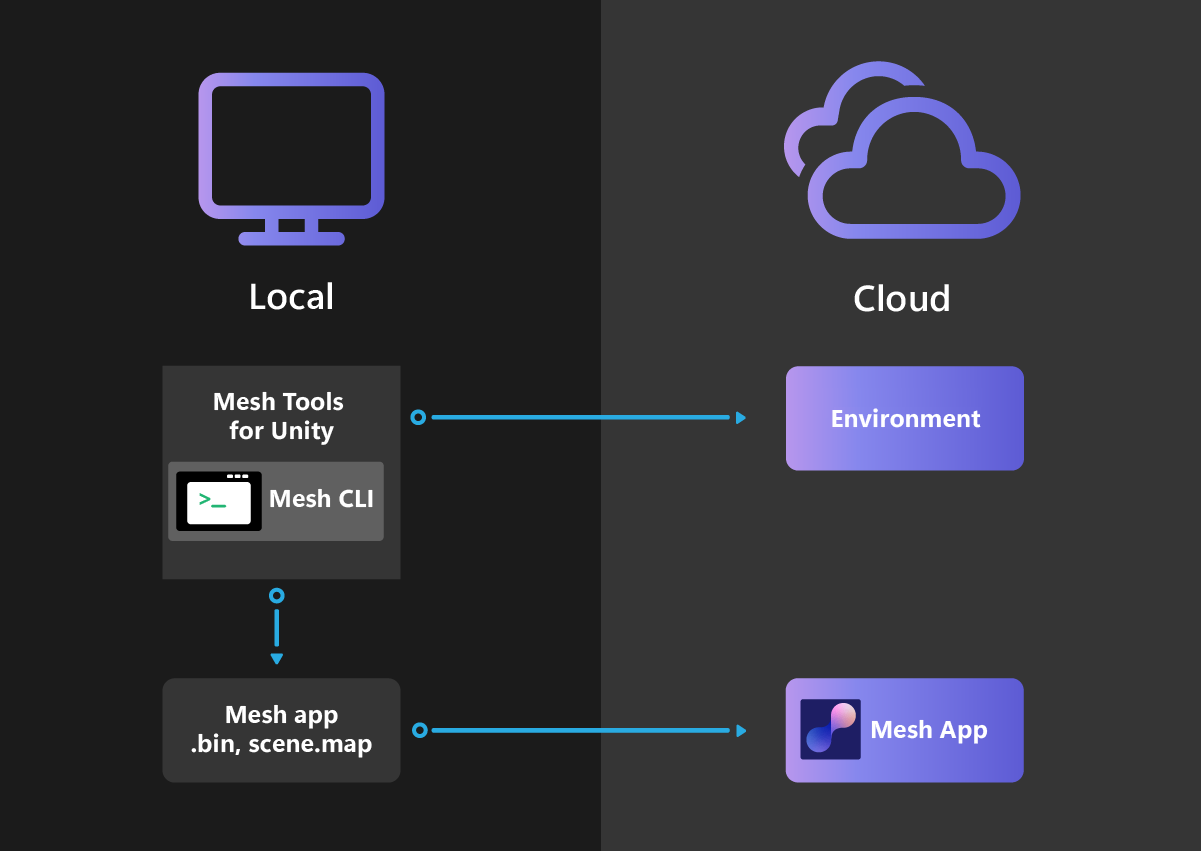 Local
Cloud
Mesh Tools
for Unity
>_ Mesh CLI
Environment
Mesh app
.bin, scene.map
Mesh App